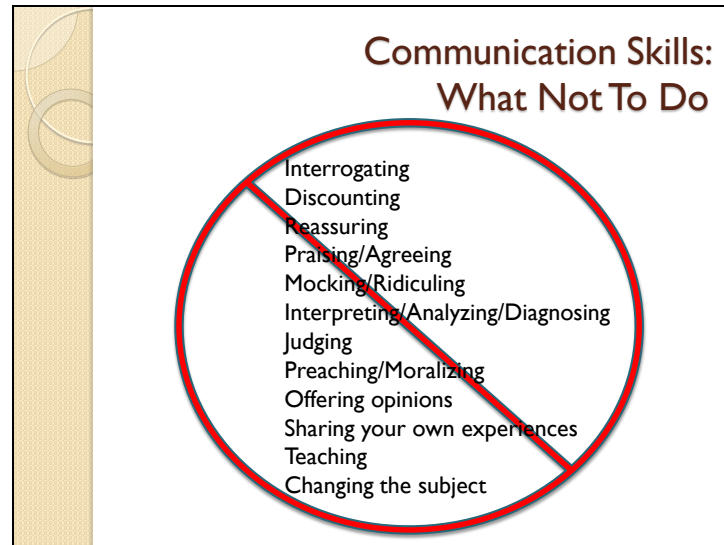 Communication Skills:
What Not To Do
Interrogating
Discounting
Reassuring
Praising/Agreeing
Mocking/Ridiculing
Interpreting/Analyzing/Diagnosing
Judging
Preaching/Moralizing
Offering opinions
Sharing your own experiences
Teaching
Changing the subject